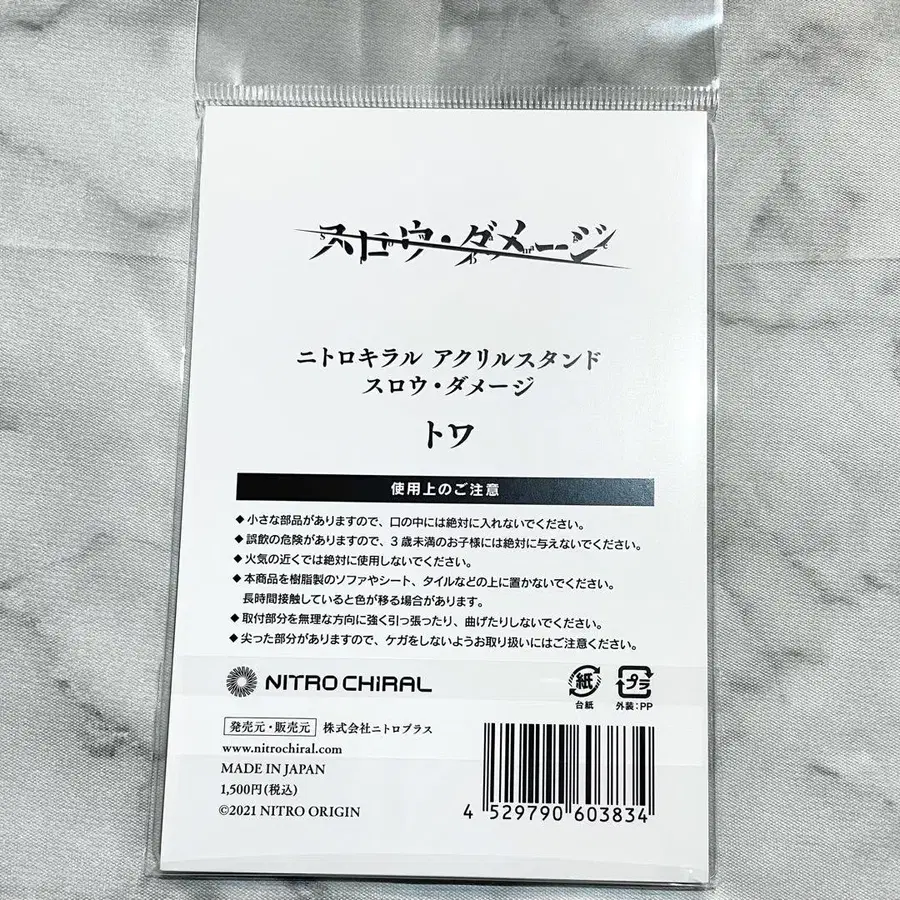 スロウ・ダメージ
ニトロキラル アクリルスタンド
スロウ・ダメージ
トワ
使用上のご注意
◆小さな部品がありますので、口の中には絶対に入れないでください。
◆誤飲の危険がありますので、3歳未満のお子様には絶対に与えないでください。
◆火気の近くでは絶対に使用しないでください。
◆本商品を樹脂製のソファやシート、タイルなどの上に置かないでください。
長時間接触していると色が移る場合があります。
◆取付部分を無理な方向に強く引っ張ったり、曲げたりしないでください。
◆尖った部分がありますので、ケガをしないようお取り扱いにはご注意ください。
NITRO CHiRAL
紙 プラ
台紙 外装:PP
発売元・販売元 株式会社ニトロプラス
www.nitrochiral.com
MADE IN JAPAN
1,500円(税込)
©2021 NITRO ORIGIN
4 529790 603834